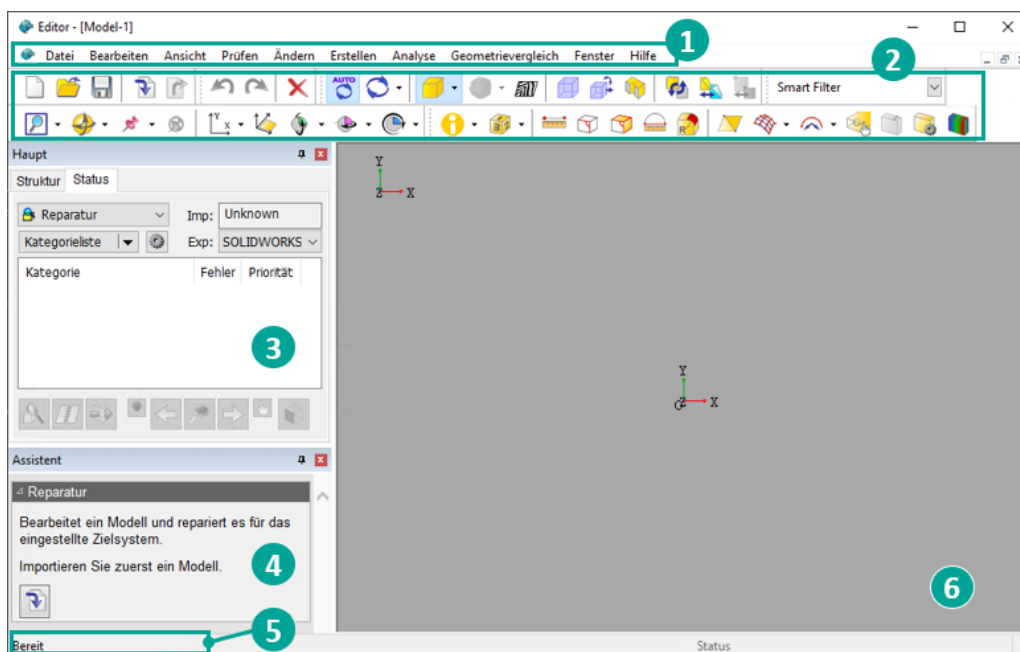 Editor - [Model-1]
1
Datei Bearbeiten Ansicht Prüfen Ändern Erstellen Analyse Geometrievergleich Fenster Hilfe
2
AUTO
Smart Filter
Y X
R
Haupt
Struktur Status
Reparatur Imp: Unknown
Kategorieliste Exp: SOLIDWORKS
Kategorie Fehler Priorität
3
Y
Z X
Y
Z X
Assistent
Reparatur
Bearbeitet ein Modell und repariert es für das
eingestellte Zielsystem.
Importieren Sie zuerst ein Modell.
4
6
5
Bereit Status